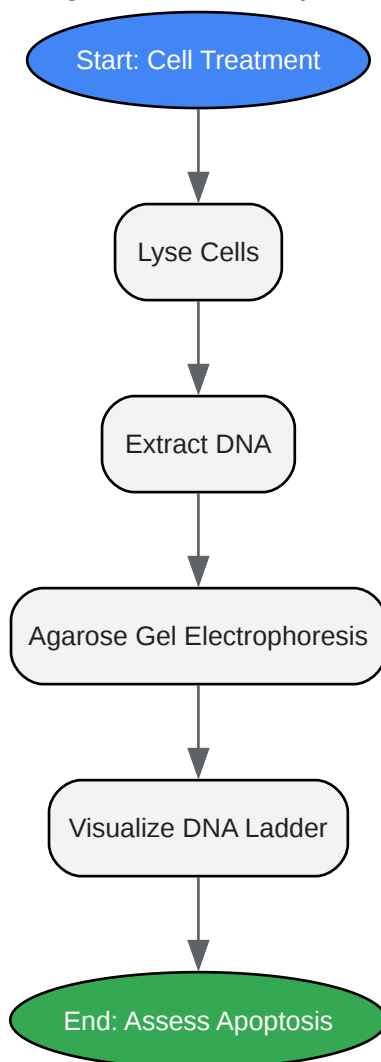 Start: Cell Treatment
Lyse Cells
Extract DNA
Agarose Gel Electrophoresis
Visualize DNA Ladder
End: Assess Apoptosis